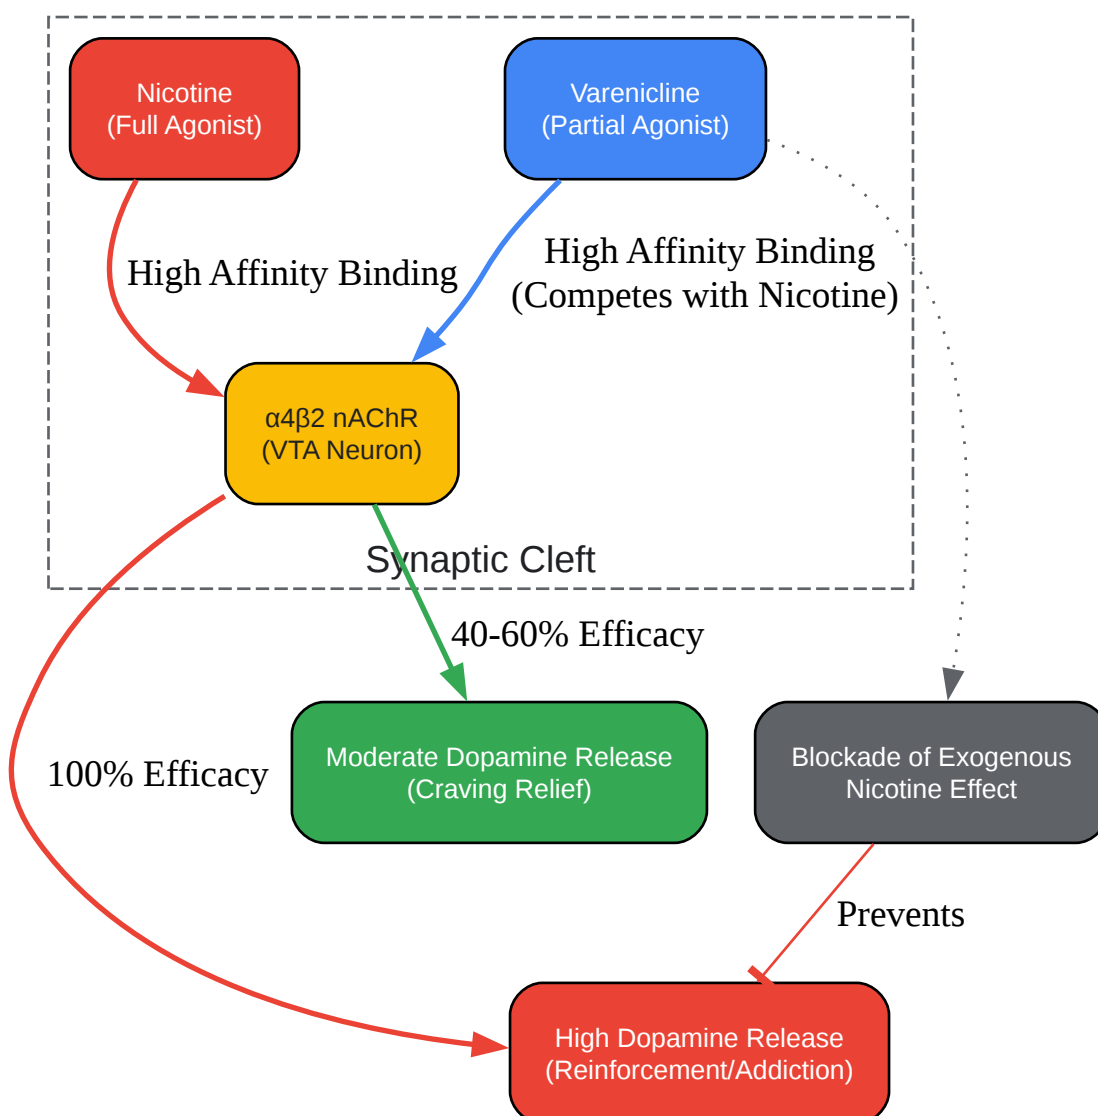 Nicotine
(Full Agonist)
Varenicline
(Partial Agonist)
High Affinity Binding
High Affinity Binding
(Competes with Nicotine)
α4β2 nAChR
(VTA Neuron)
Synaptic Cleft
40-60% Efficacy
100% Efficacy
Moderate Dopamine Release
(Craving Relief)
Blockade of Exogenous
Nicotine Effect
Prevents
High Dopamine Release
(Reinforcement/Addiction)